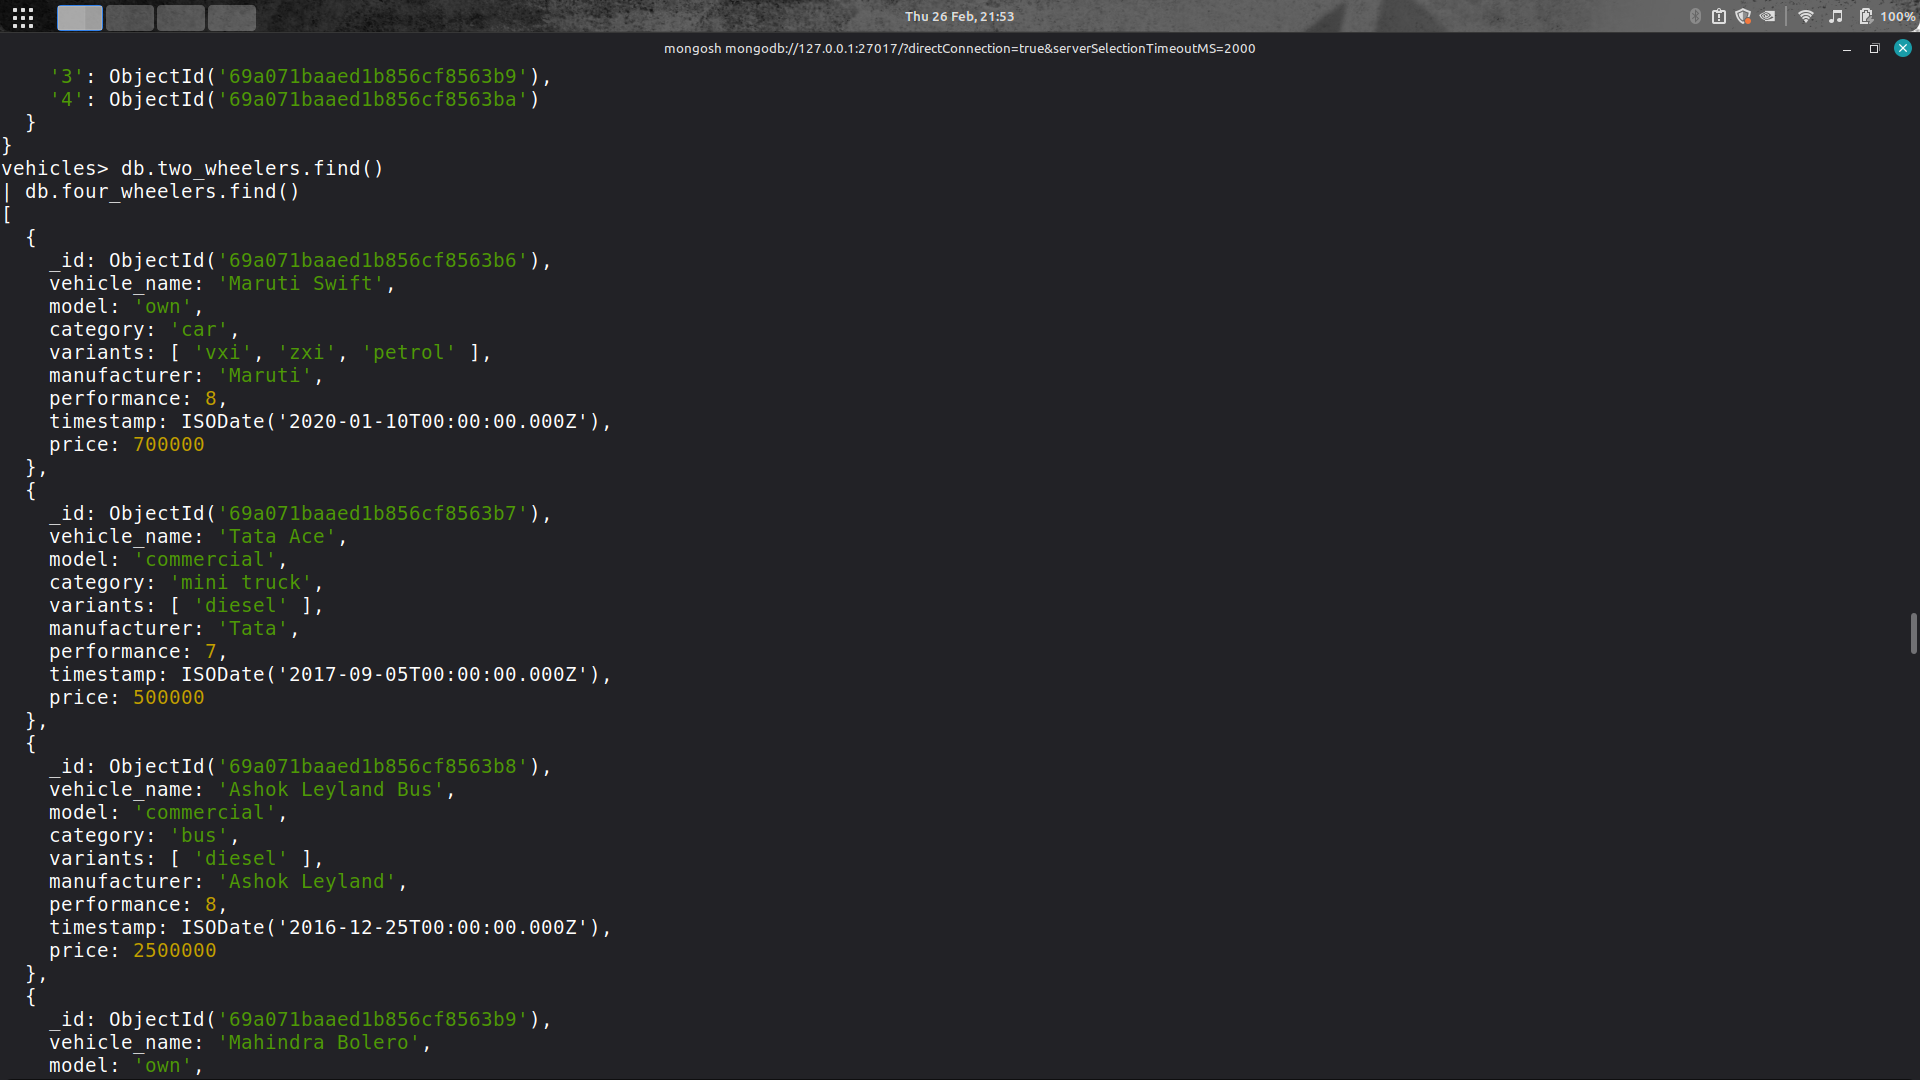 Thu 26 Feb, 21:53
100%
mongosh mongodb://127.0.0.1:27017/?directConnection=true&serverSelectionTimeoutMS=2000
'3': ObjectId('69a071baaed1b856cf8563b9'),
'4': ObjectId('69a071baaed1b856cf8563ba')
}
}
vehicles> db.two_wheelers.find()
| db.four_wheelers.find()
[
{
_id: ObjectId('69a071baaed1b856cf8563b6'),
vehicle_name: 'Maruti Swift',
model: 'own',
category: 'car',
variants: [ 'vxi', 'zxi', 'petrol' ],
manufacturer: 'Maruti',
performance: 8,
timestamp: ISODate('2020-01-10T00:00:00.000Z'),
price: 700000
},
{
_id: ObjectId('69a071baaed1b856cf8563b7'),
vehicle_name: 'Tata Ace',
model: 'commercial',
category: 'mini truck',
variants: [ 'diesel' ],
manufacturer: 'Tata',
performance: 7,
timestamp: ISODate('2017-09-05T00:00:00.000Z'),
price: 500000
},
{
_id: ObjectId('69a071baaed1b856cf8563b8'),
vehicle_name: 'Ashok Leyland Bus',
model: 'commercial',
category: 'bus',
variants: [ 'diesel' ],
manufacturer: 'Ashok Leyland',
performance: 8,
timestamp: ISODate('2016-12-25T00:00:00.000Z'),
price: 2500000
},
{
_id: ObjectId('69a071baaed1b856cf8563b9'),
vehicle_name: 'Mahindra Bolero',
model: 'own',